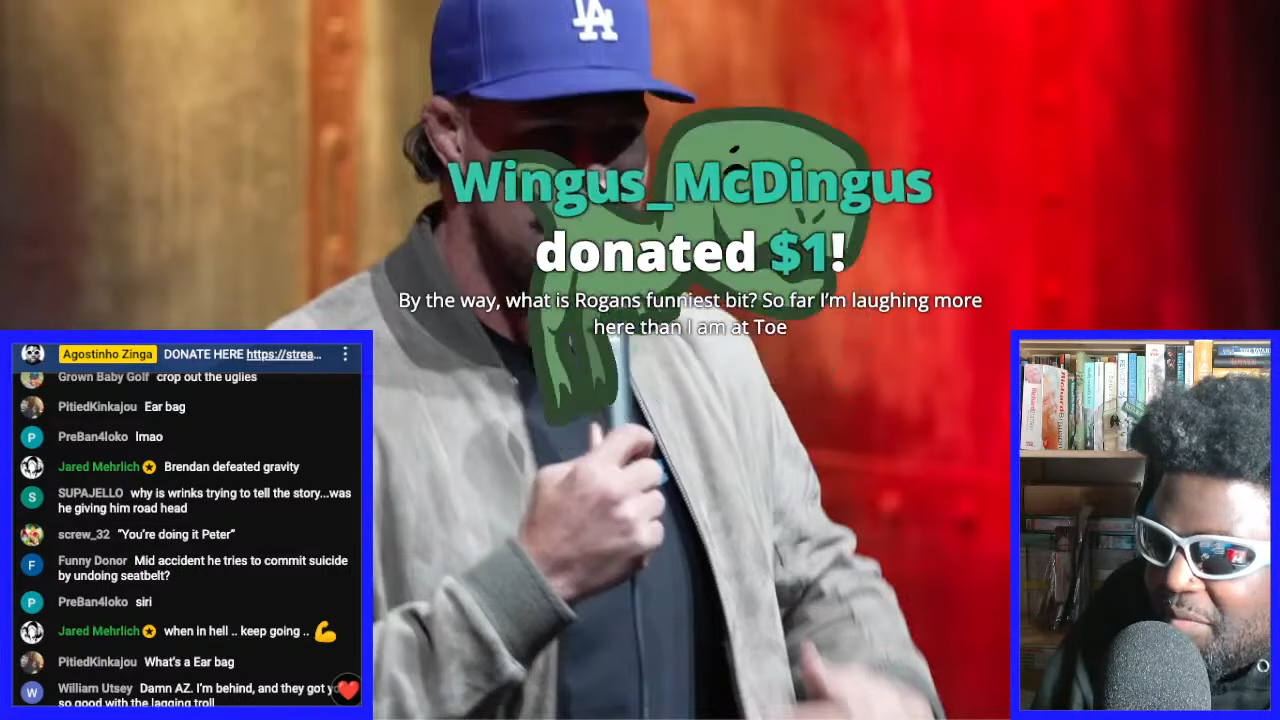 LA
Wingus_McDingus
donated $1!
By the way, what is Rogans funniest bit? So far I'm laughing more
here than I am at Toe
Agostinho Zinga DONATE HERE https://strea...
Grown Baby Golf crop out the uglies
PitiedKinkajou Ear bag
P PreBan4loko lmao
Jared Mehrlich Brendan defeated gravity
S SUPAJELLO why is wrinks trying to tell the story...was
he giving him road head
screw_32 “You're doing it Peter”
F Funny Donor Mid accident he tries to commit suicide
by undoing seatbelt?
P PreBan4loko siri
Jared Mehrlich when in hell .. keep going ..
PitiedKinkajou What's a Ear bag
W William Utsey Damn AZ. I'm behind, and they got
so good with the lagging troll